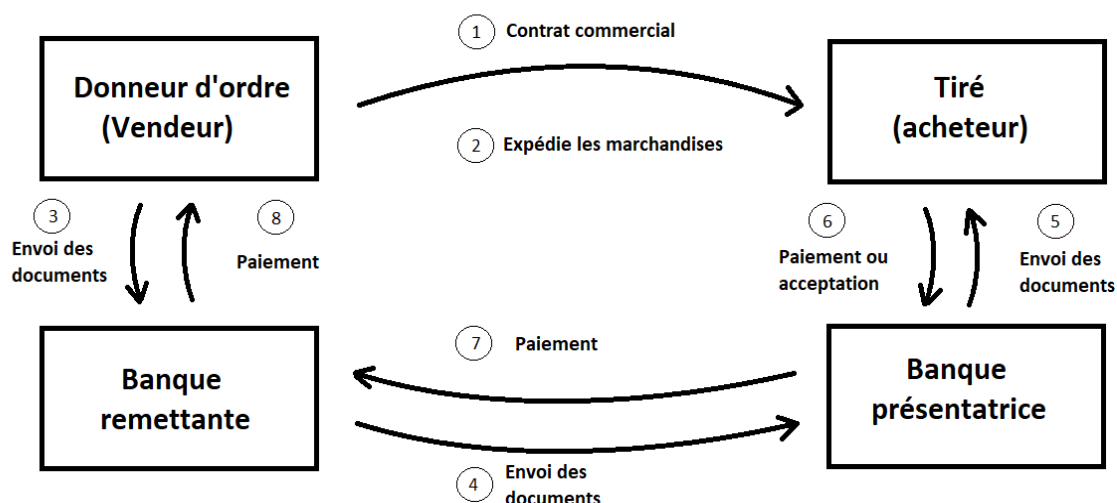 1 Contrat commercial
Donneur d'ordre
(Vendeur)
Tiré
(acheteur)
2 Expédie les marchandises
3
Envoi des
documents
8
Paiement
6
Paiement ou
acceptation
5
Envoi des
documents
7 Paiement
Banque
remettante
Banque
présentatrice
4 Envoi des
documents